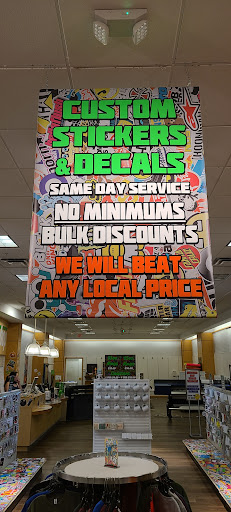 CUSTOM
STICKERS
& DECALS
SAME DAY SERVICE
NO MINIMUMS
BULK DISCOUNTS
WE WILL BEAT
ANY LOCAL PRICE